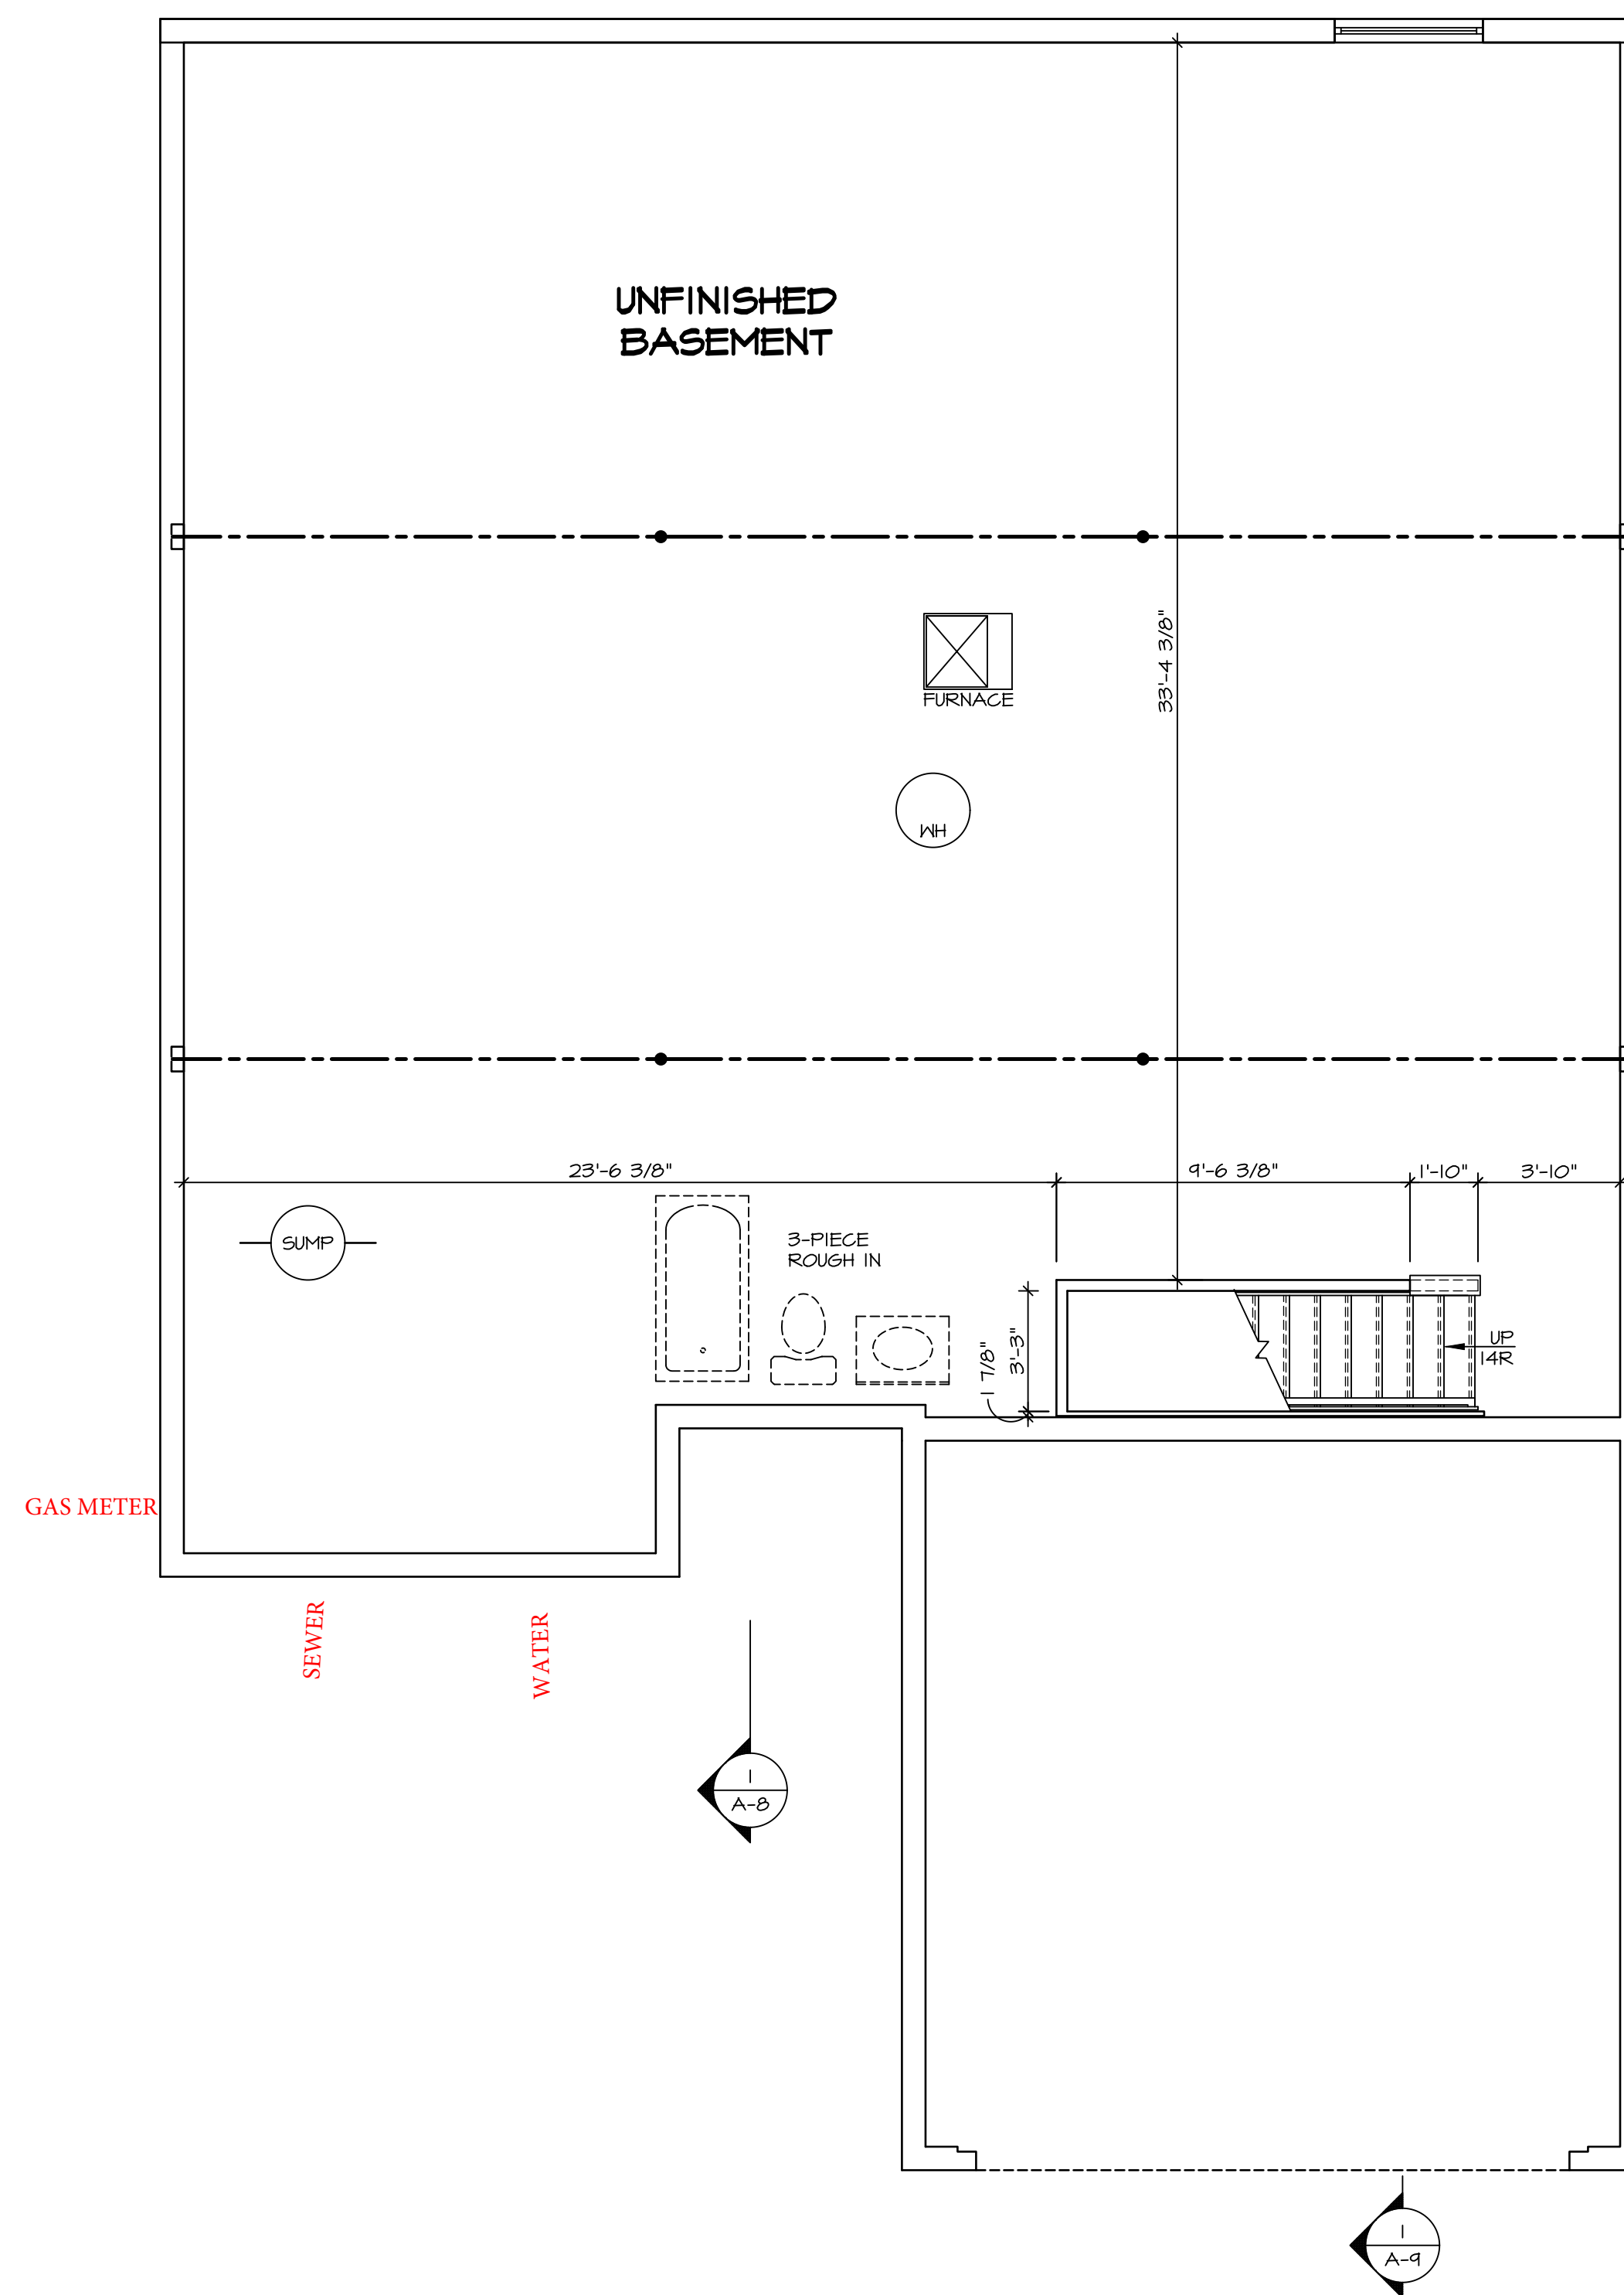 UNFINISHED
BASEMENT
FURNACE
33'-4 3/8"
WH
23'-6 3/8"
9'-6 3/8"
1'-10"
3'-10"
SUMP
3-PIECE
ROUGH IN
1 7/8"
3'-3"
UP
14R
GAS METER
SEWER
WATER
1
A-8
1
A-9